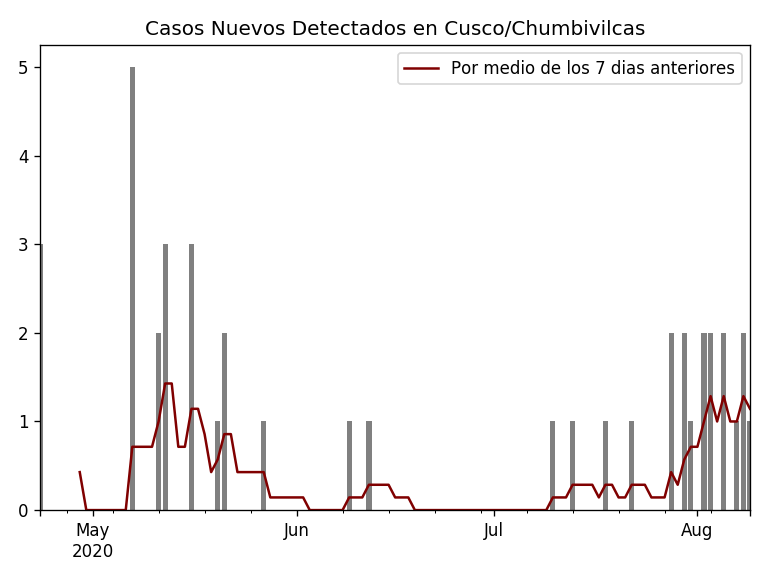 Casos Nuevos Detectados en Cusco/Chumbivilcas
Por medio de los 7 dias anteriores
5
4
3
2
1
0
May Jun Jul Aug
2020